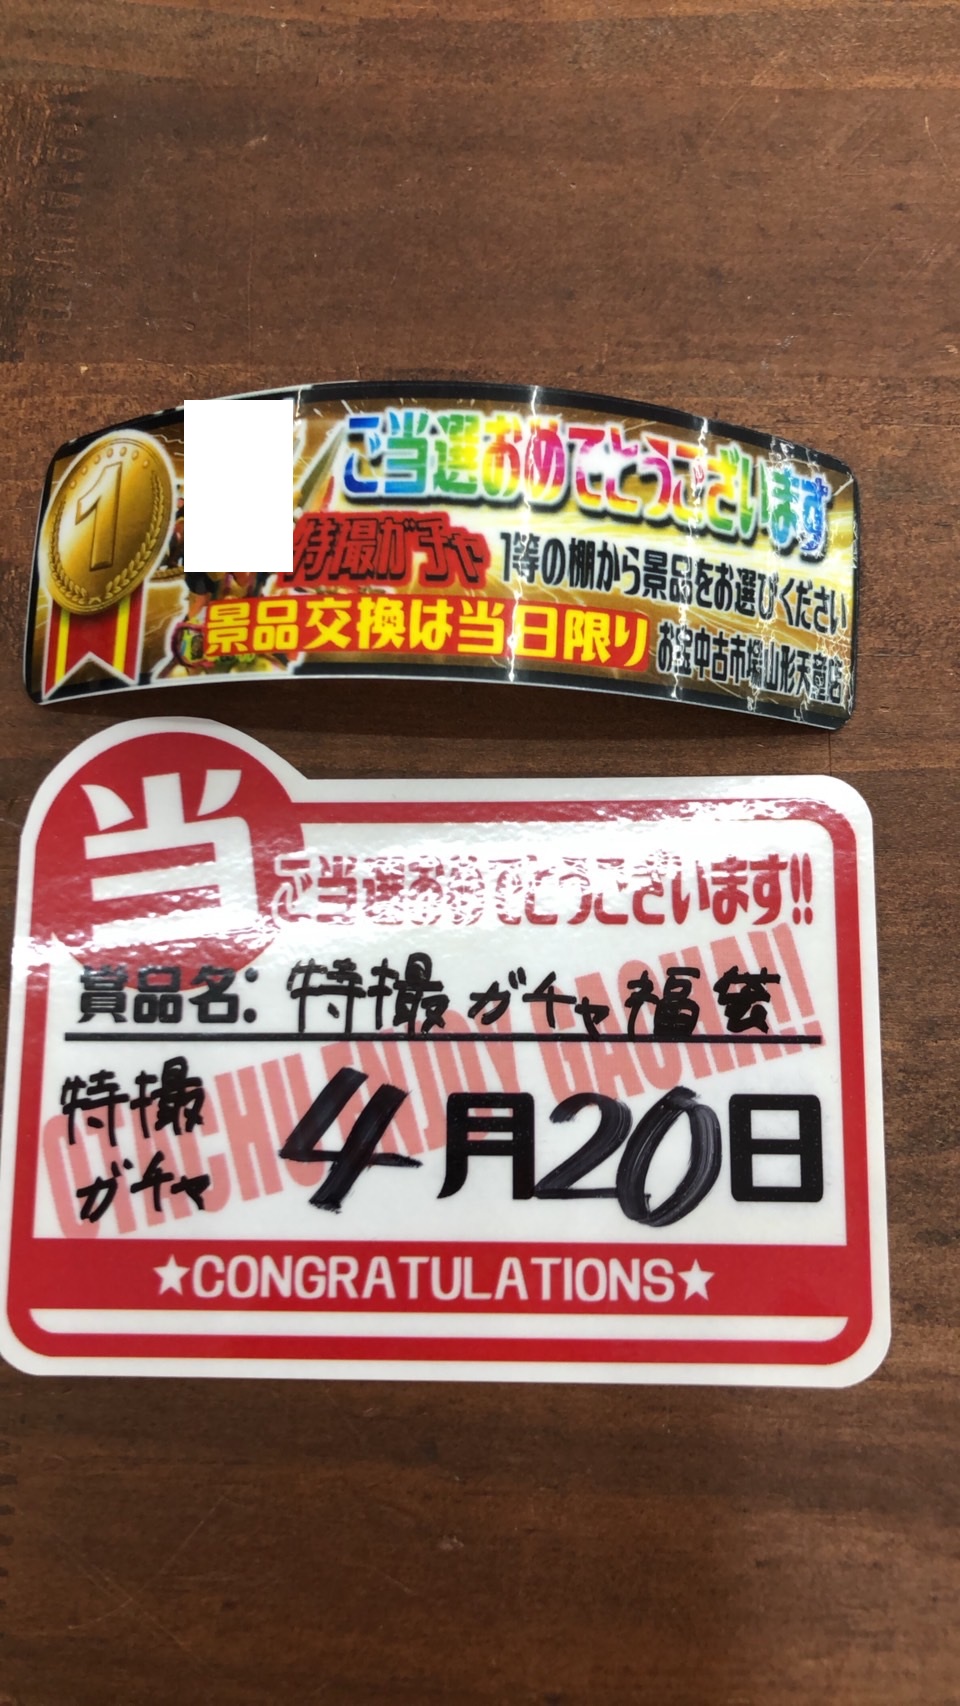 1
ご当選おめでとうございます
特撮ガチャ 1等の棚から景品をお選びください
景品交換は当日限り お宝中古市場山形天童店
当
ご当選おめでとうございます!!
賞品名: 特撮ガチャ福袋
OTACHU ENJOY GACHA!!
特撮
ガチャ
4月20日
★CONGRATULATIONS★